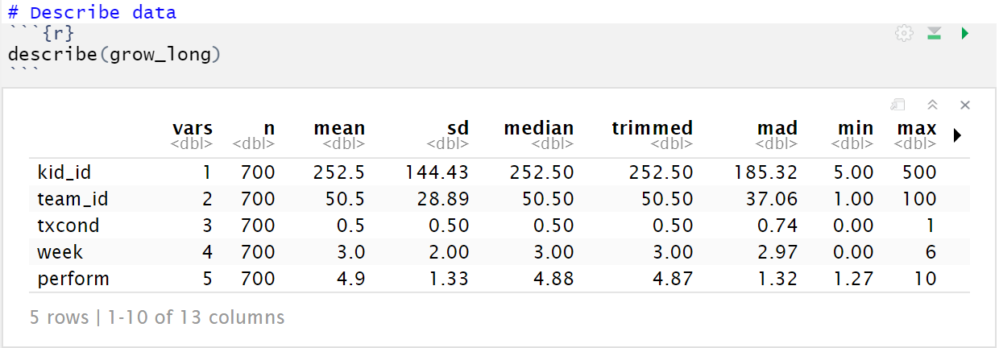 # Describe data
```{r}
describe(grow_long)
```
vars n mean sd median trimmed mad min max
<dbl> <dbl> <dbl> <dbl> <dbl> <dbl> <dbl> <dbl> <dbl>
kid_id 1 700 252.5 144.43 252.50 252.50 185.32 5.00 500
team_id 2 700 50.5 28.89 50.50 50.50 37.06 1.00 100
txcond 3 700 0.5 0.50 0.50 0.50 0.74 0.00 1
week 4 700 3.0 2.00 3.00 3.00 2.97 0.00 6
perform 5 700 4.9 1.33 4.88 4.87 1.32 1.27 10
5 rows | 1-10 of 13 columns